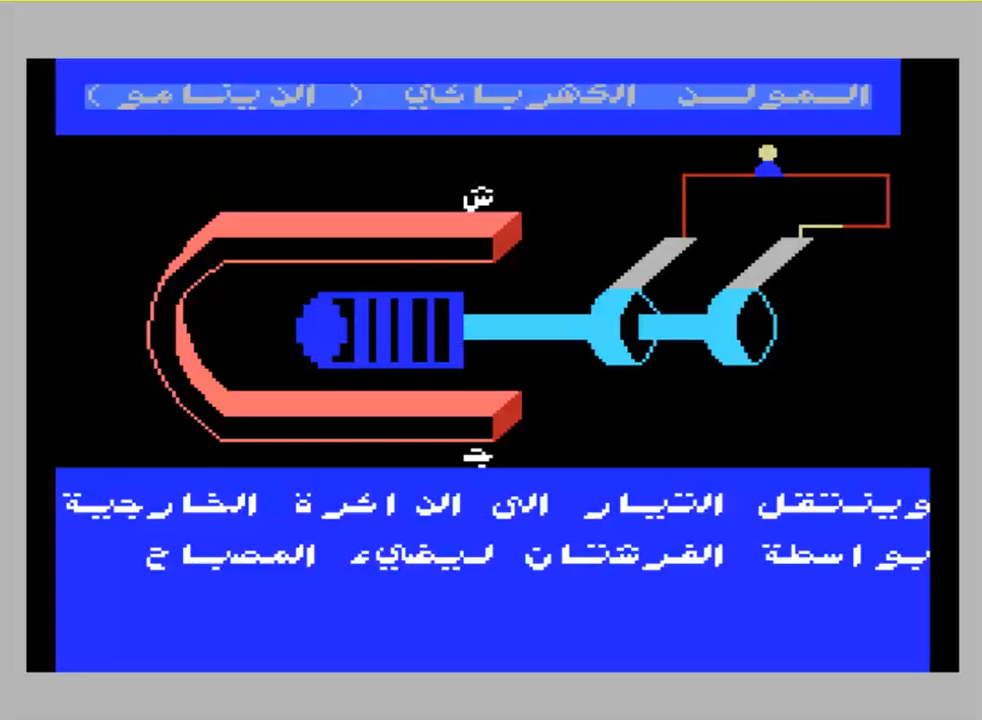 المولد الكهربائي ( الدينامو )
ش
ج
وينتقل التيار الى الدائرة الخارجية
بواسطة الفرشتان ليضيء المصباح